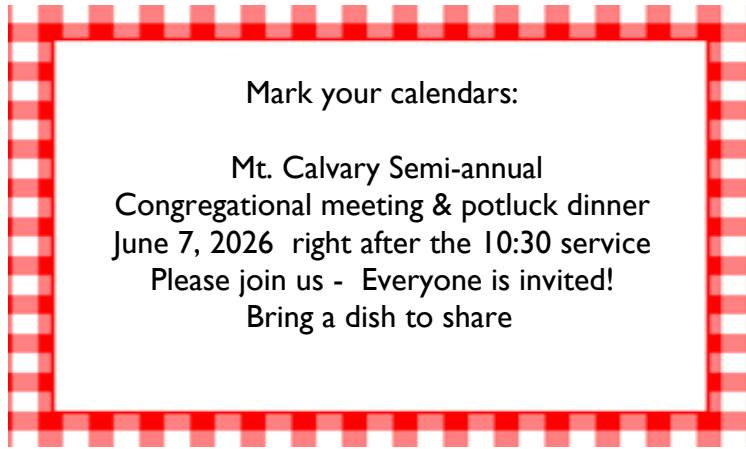 Mark your calendars:
Mt. Calvary Semi-annual
Congregational meeting & potluck dinner
June 7, 2026  right after the 10:30 service
Please join us -  Everyone is invited!
Bring a dish to share